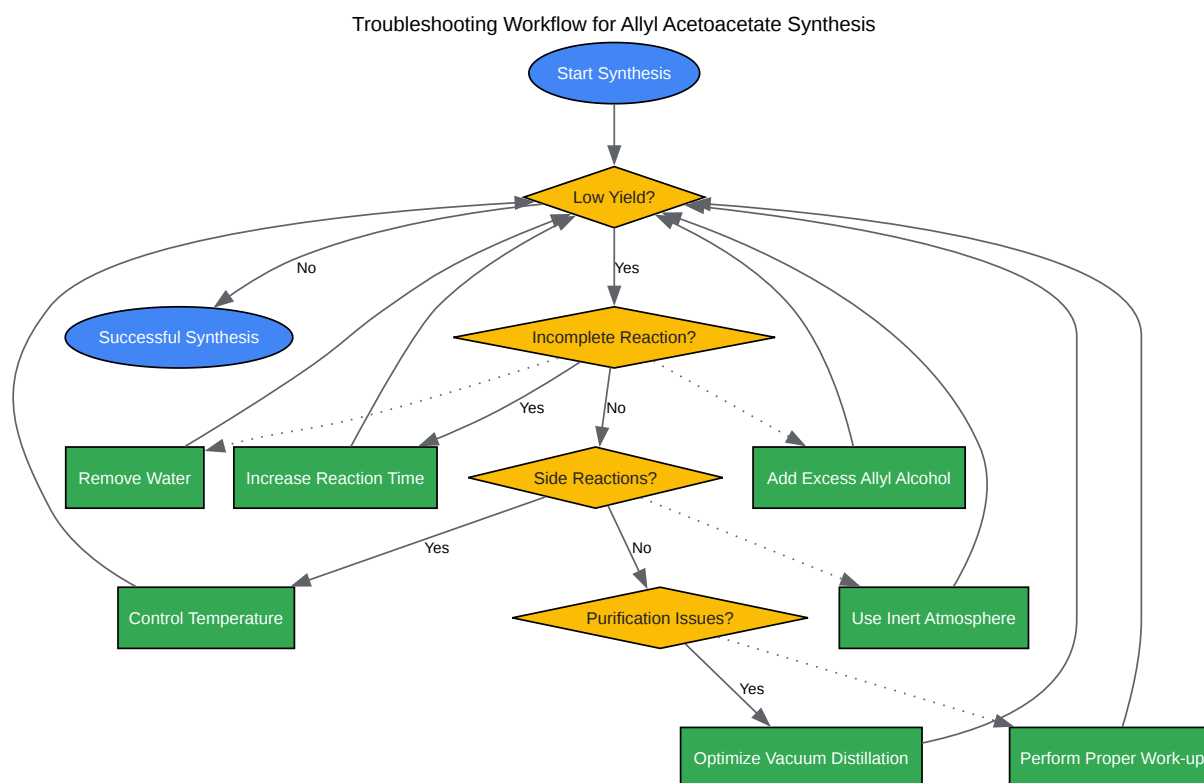 Troubleshooting Workflow for Allyl Acetoacetate Synthesis
Start Synthesis
Low Yield?
No
Yes
Successful Synthesis
Incomplete Reaction?
Yes
No
Remove Water
Increase Reaction Time
Side Reactions?
Add Excess Allyl Alcohol
Yes
No
Control Temperature
Purification Issues?
Use Inert Atmosphere
Yes
Optimize Vacuum Distillation
Perform Proper Work-up